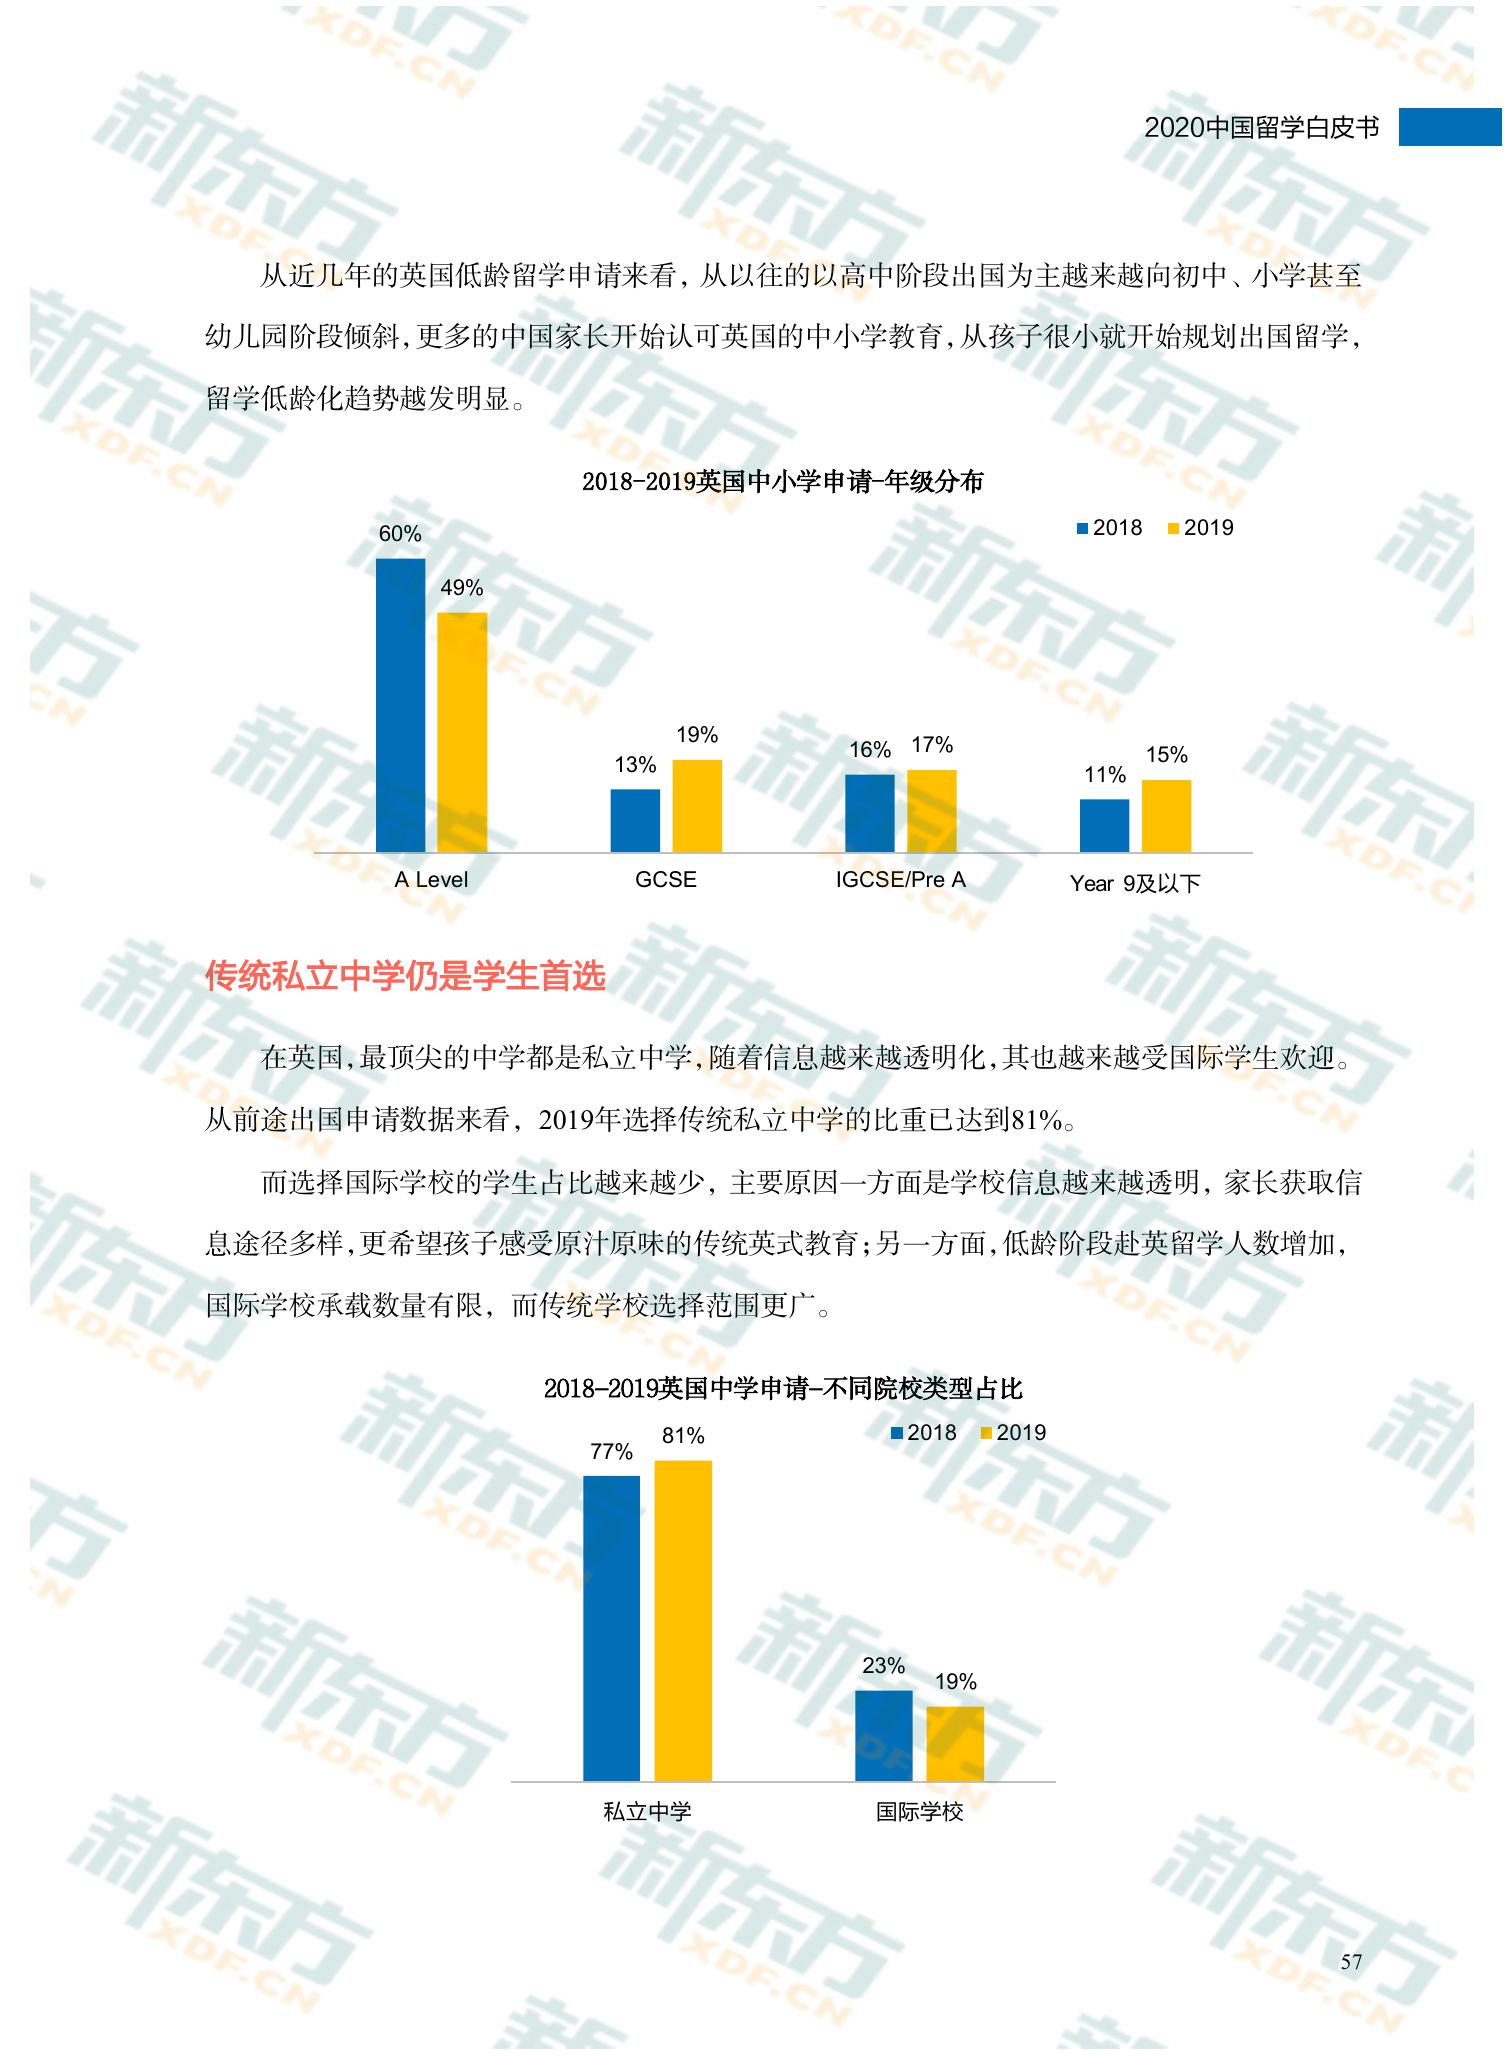 2020中国留学白皮书
从近几年的英国低龄留学申请来看，从以往的以高中阶段出国为主越来越向初中、小学甚至
幼儿园阶段倾斜，更多的中国家长开始认可英国的中小学教育，从孩子很小就开始规划出国留学，
留学低龄化趋势越发明显。
2018-2019英国中小学申请-年级分布
2018 2019
60%
49%
13%
19%
16%
17%
11%
15%
A Level GCSE IGCSE/Pre A Year 9及以下
传统私立中学仍是学生首选
在英国，最顶尖的中学都是私立中学，随着信息越来越透明化，其也越来越受国际学生欢迎。
从前途出国申请数据来看，2019年选择传统私立中学的比重已达到81%。
而选择国际学校的学生占比越来越少，主要原因一方面是学校信息越来越透明，家长获取信
息途径多样，更希望孩子感受原汁原味的传统英式教育；另一方面，低龄阶段赴英留学人数增加，
国际学校承载数量有限，而传统学校选择范围更广。
2018-2019英国中学申请-不同院校类型占比
2018 2019
77%
81%
23%
19%
私立中学 国际学校
57
新东方
XDF.CN